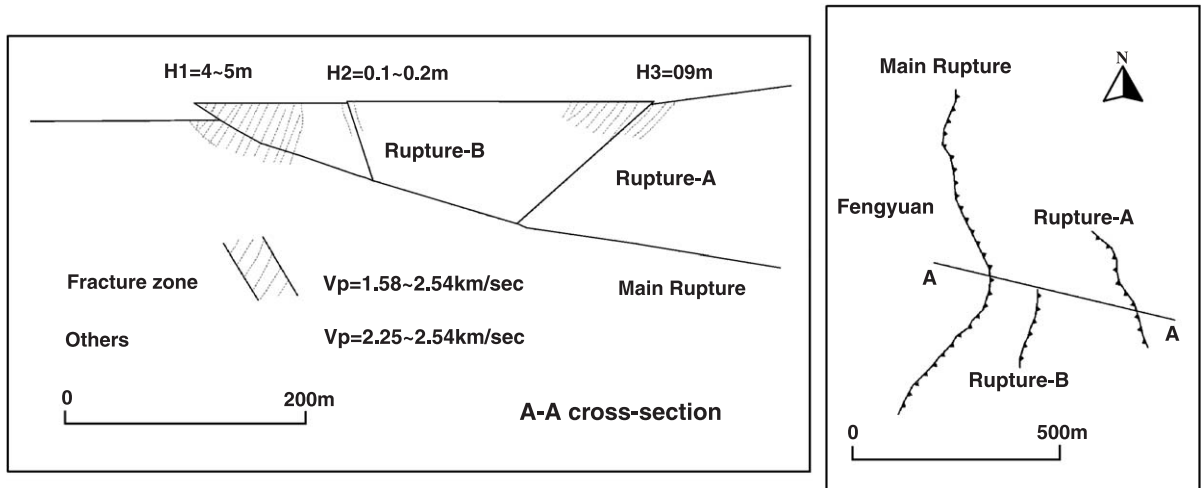 H1=4~5m H2=0.1~0.2m H3=09m
Rupture-B
Rupture-A
Fracture zone Vp=1.58~2.54km/sec Main Rupture
Others Vp=2.25~2.54km/sec
0 200m
A-A cross-section
N
Main Rupture
Fengyuan
Rupture-A
A
A
Rupture-B
0 500m